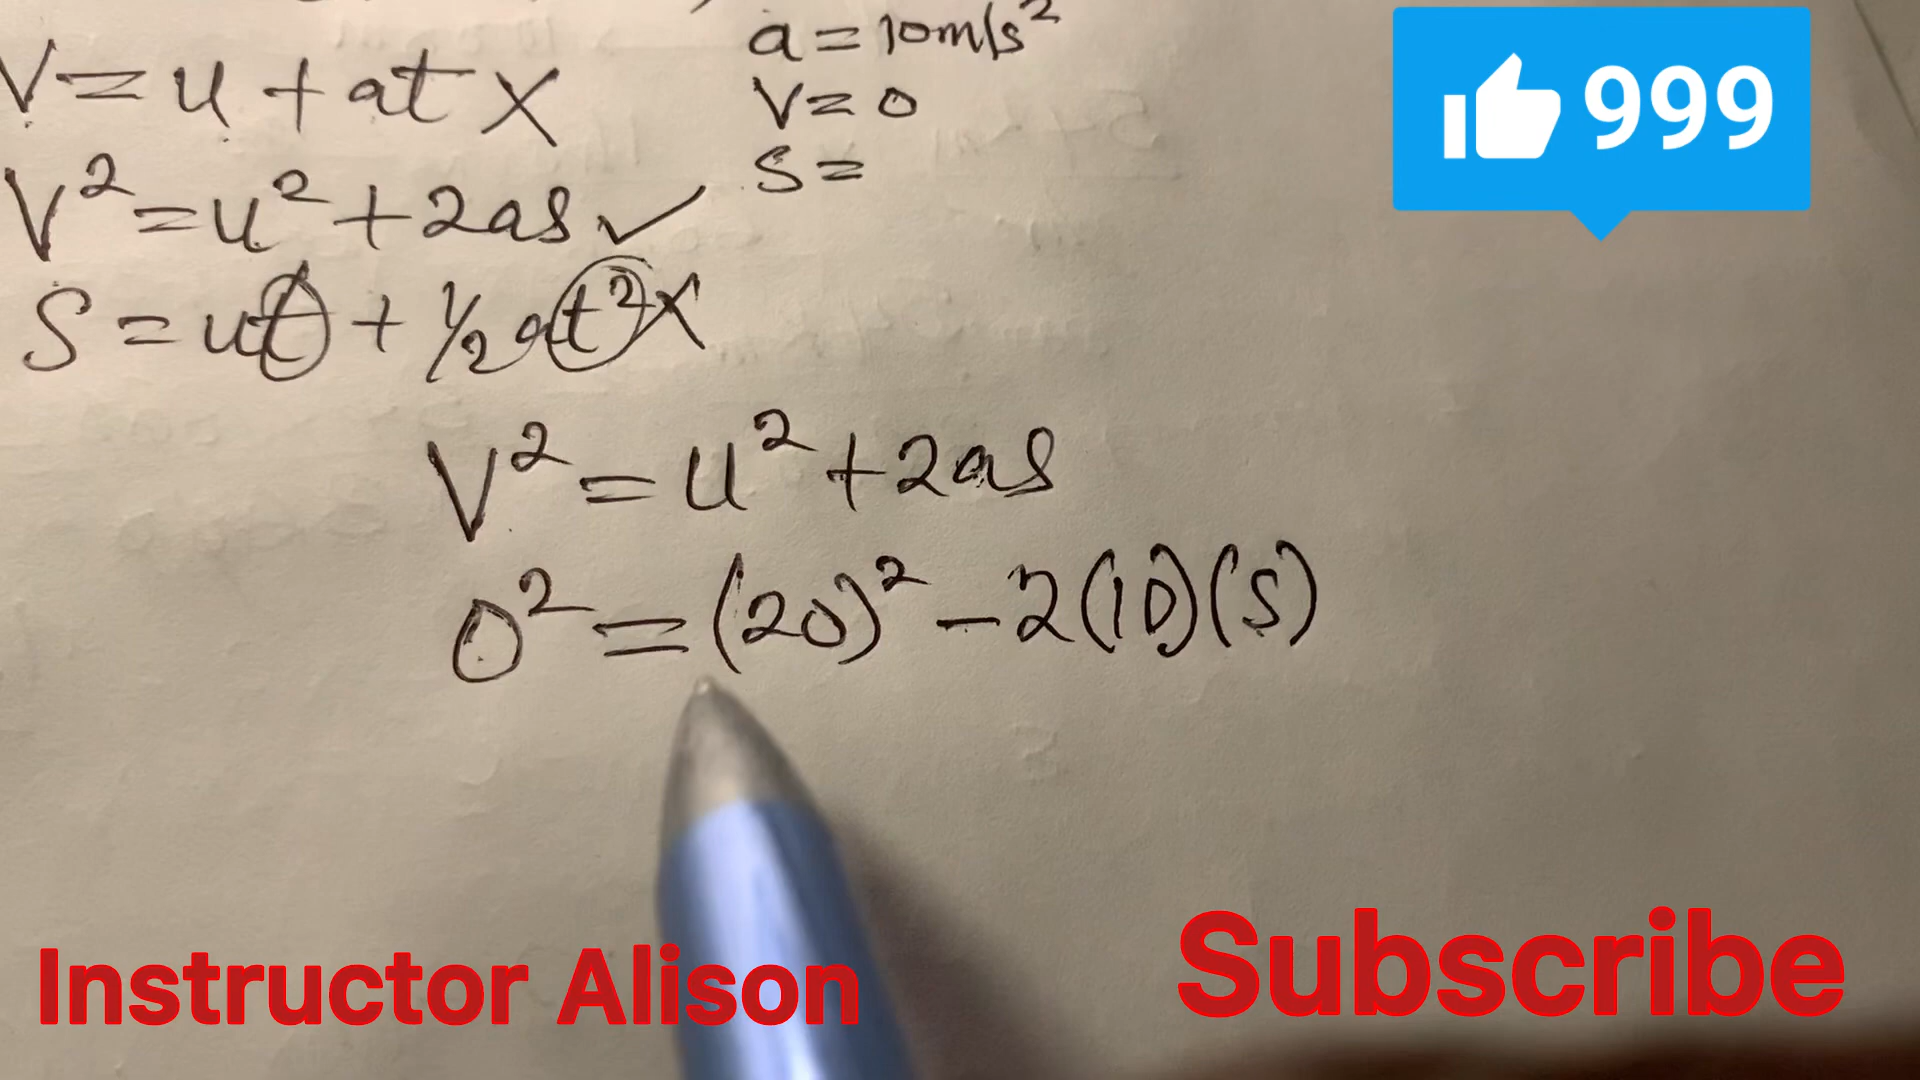 V = u + at X
V² = u² + 2as ✓
S = ut + 1/2at² X
a = 10m/s²
V = 0
S =
999
V² = u² + 2as
0² = (20)² - 2(10)(S)
Instructor Alison
Subscribe